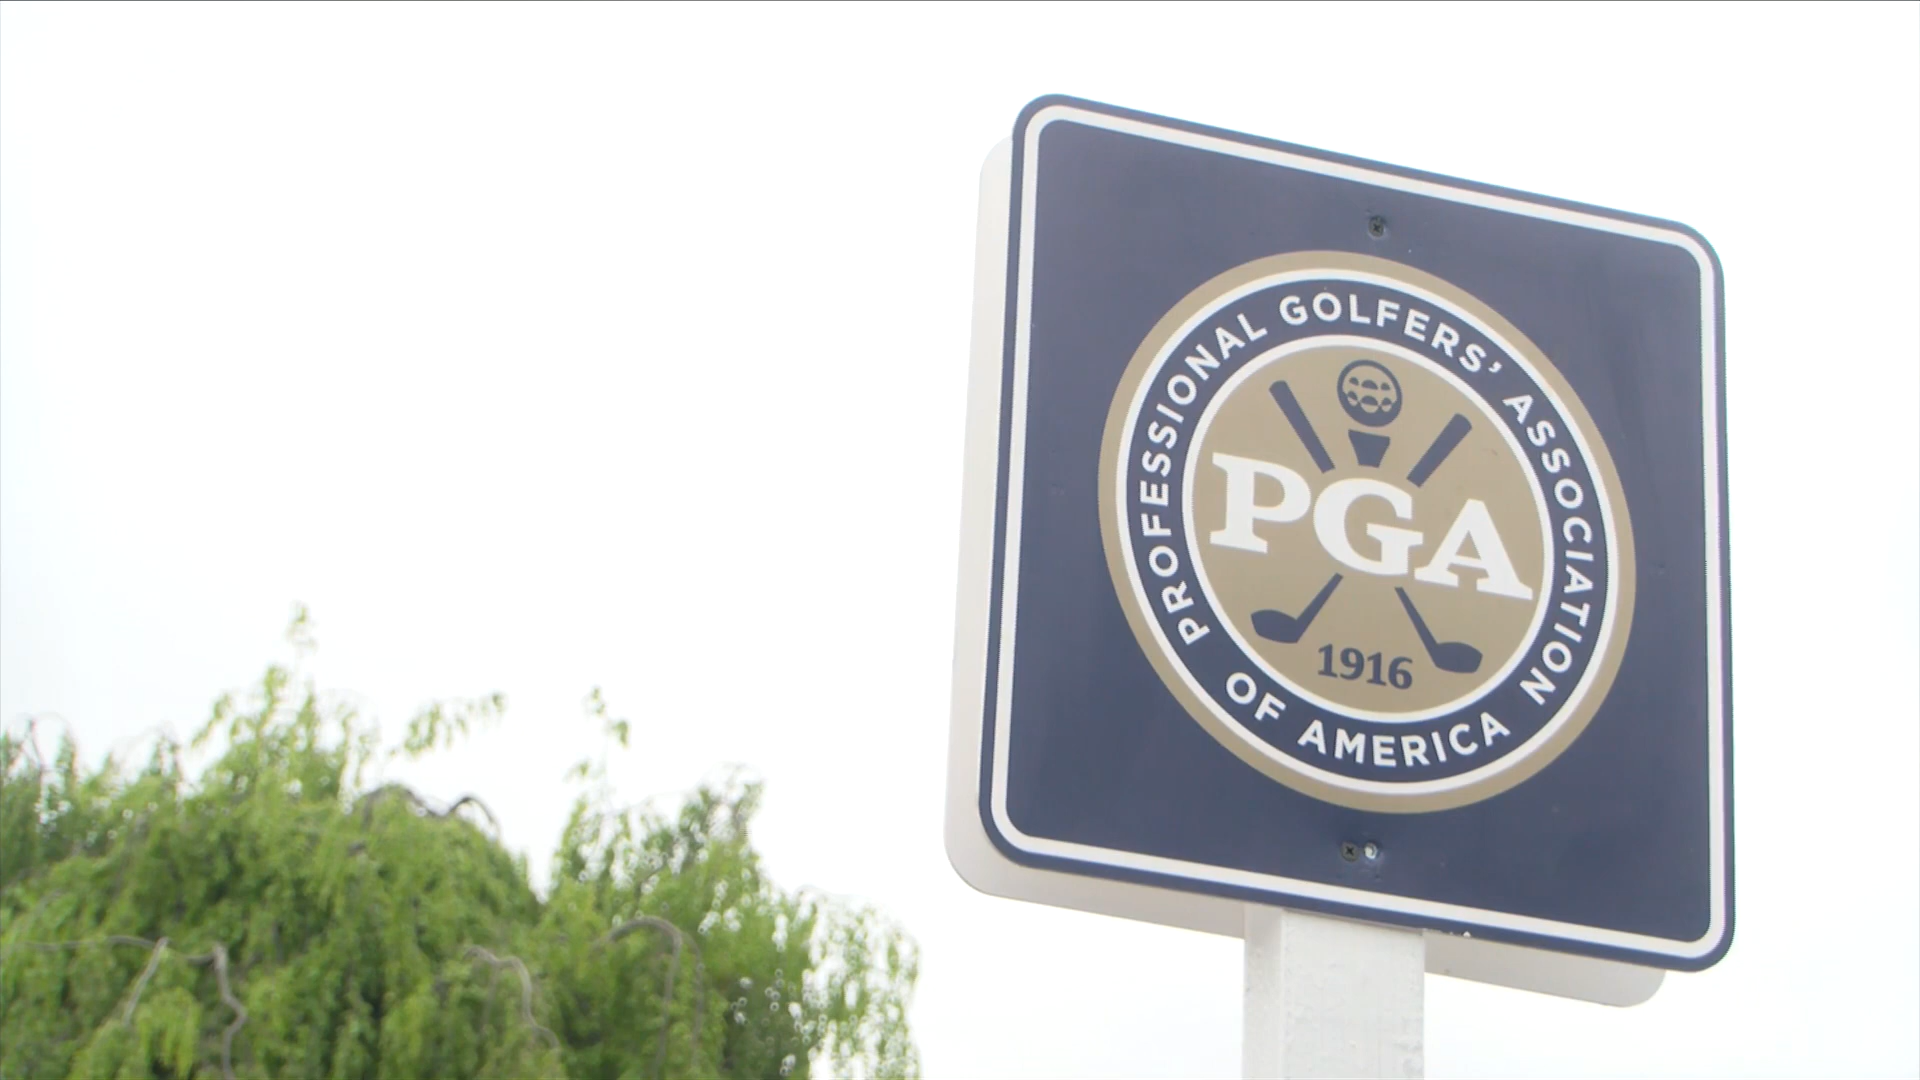 PROFESSIONAL GOLFERS' ASSOCIATION
OF AMERICA
PGA
1916